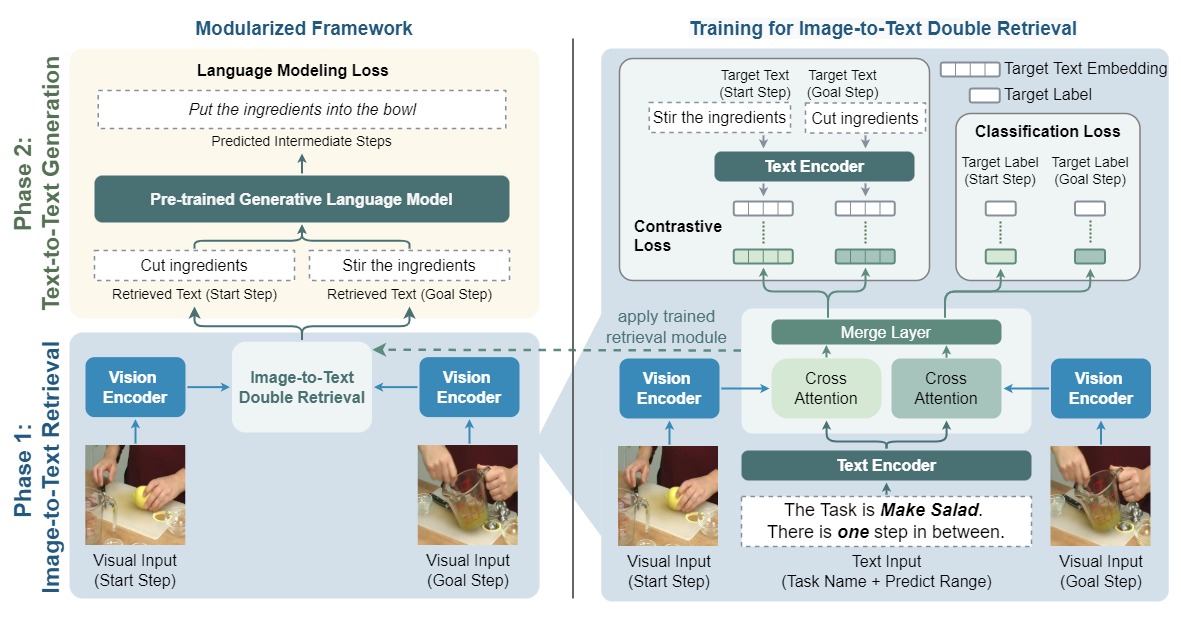 Modularized Framework
Phase 2:
Text-to-Text Generation
Language Modeling Loss
Put the ingredients into the bowl
Predicted Intermediate Steps
Pre-trained Generative Language Model
Cut ingredients
Stir the ingredients
Retrieved Text (Start Step)
Retrieved Text (Goal Step)
Phase 1:
Image-to-Text Retrieval
Vision
Encoder
Image-to-Text
Double Retrieval
Vision
Encoder
Visual Input
(Start Step)
Visual Input
(Goal Step)
Training for Image-to-Text Double Retrieval
Target Text
(Start Step)
Target Text
(Goal Step)
Stir the ingredients
Cut ingredients
Text Encoder
Contrastive
Loss
Target Text Embedding
Target Label
Classification Loss
Target Label
(Start Step)
Target Label
(Goal Step)
apply trained
retrieval module
Merge Layer
Vision
Encoder
Cross
Attention
Cross
Attention
Vision
Encoder
Text Encoder
The Task is Make Salad.
There is one step in between.
Visual Input
(Start Step)
Text Input
(Task Name + Predict Range)
Visual Input
(Goal Step)